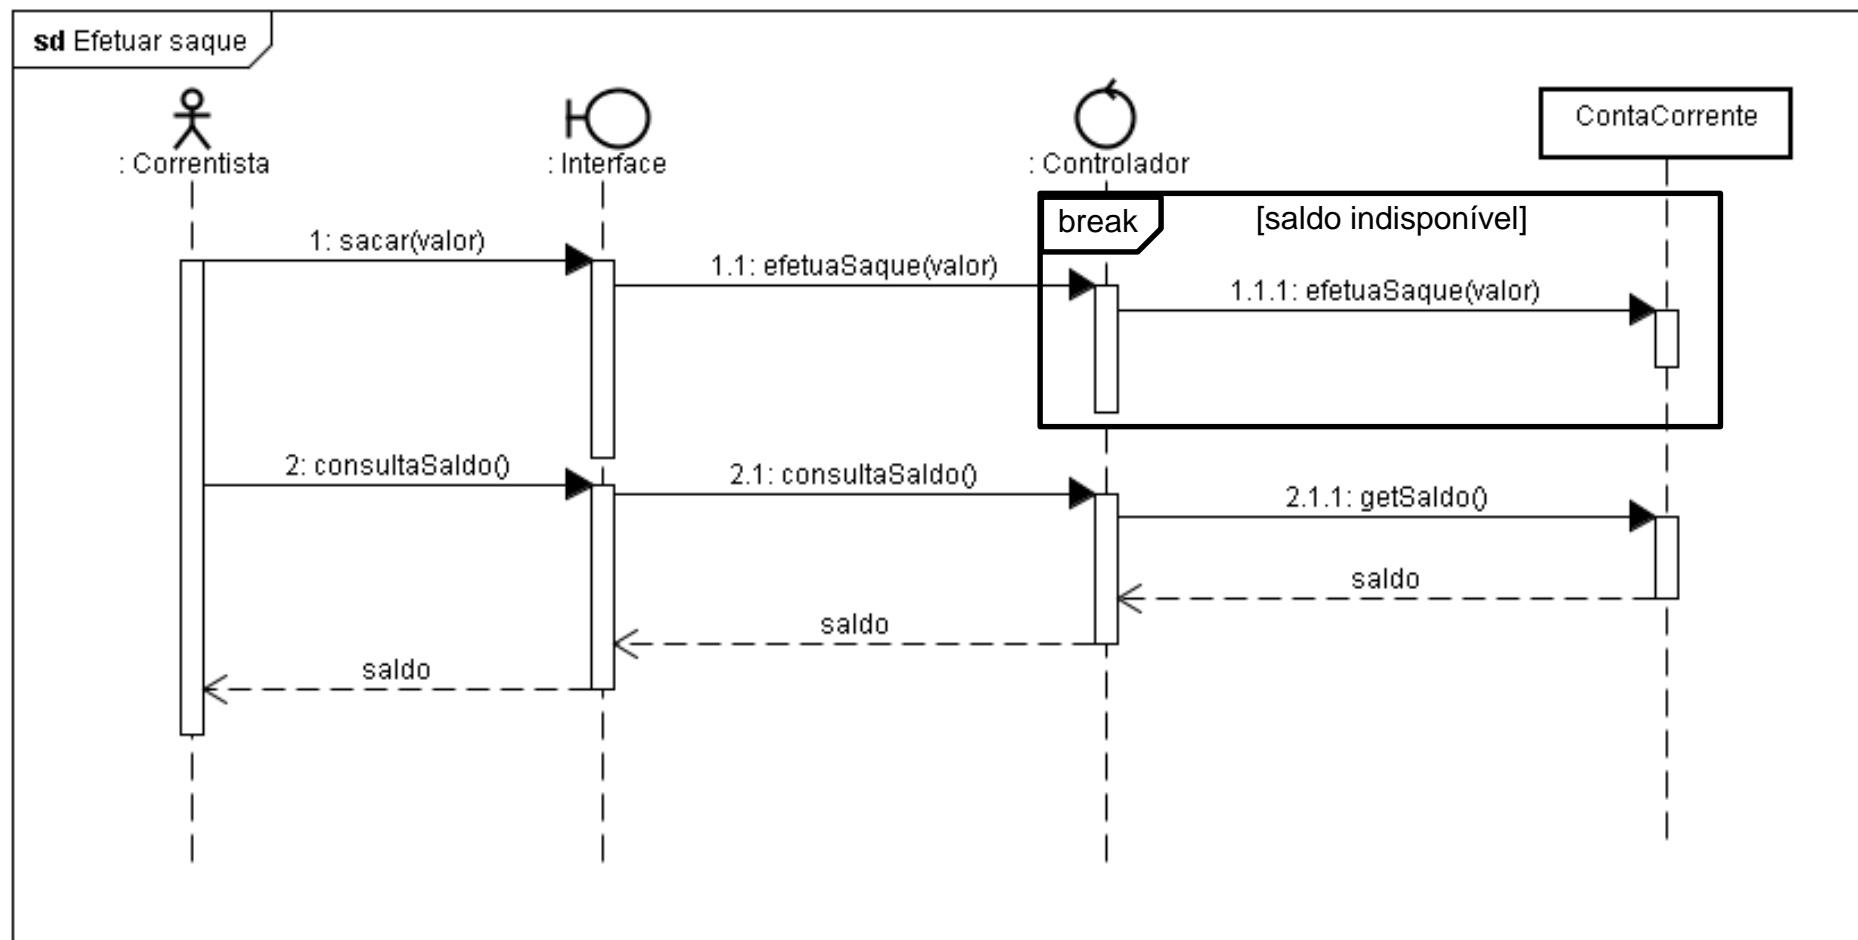 sd Efetuar saque
: Correntista
: Interface
: Controlador
ContaCorrente
break
[saldo indisponível]
1: sacar(valor)
1.1: efetuaSaque(valor)
1.1.1: efetuaSaque(valor)
2: consultaSaldo()
2.1: consultaSaldo()
2.1.1: getSaldo()
saldo
saldo
saldo